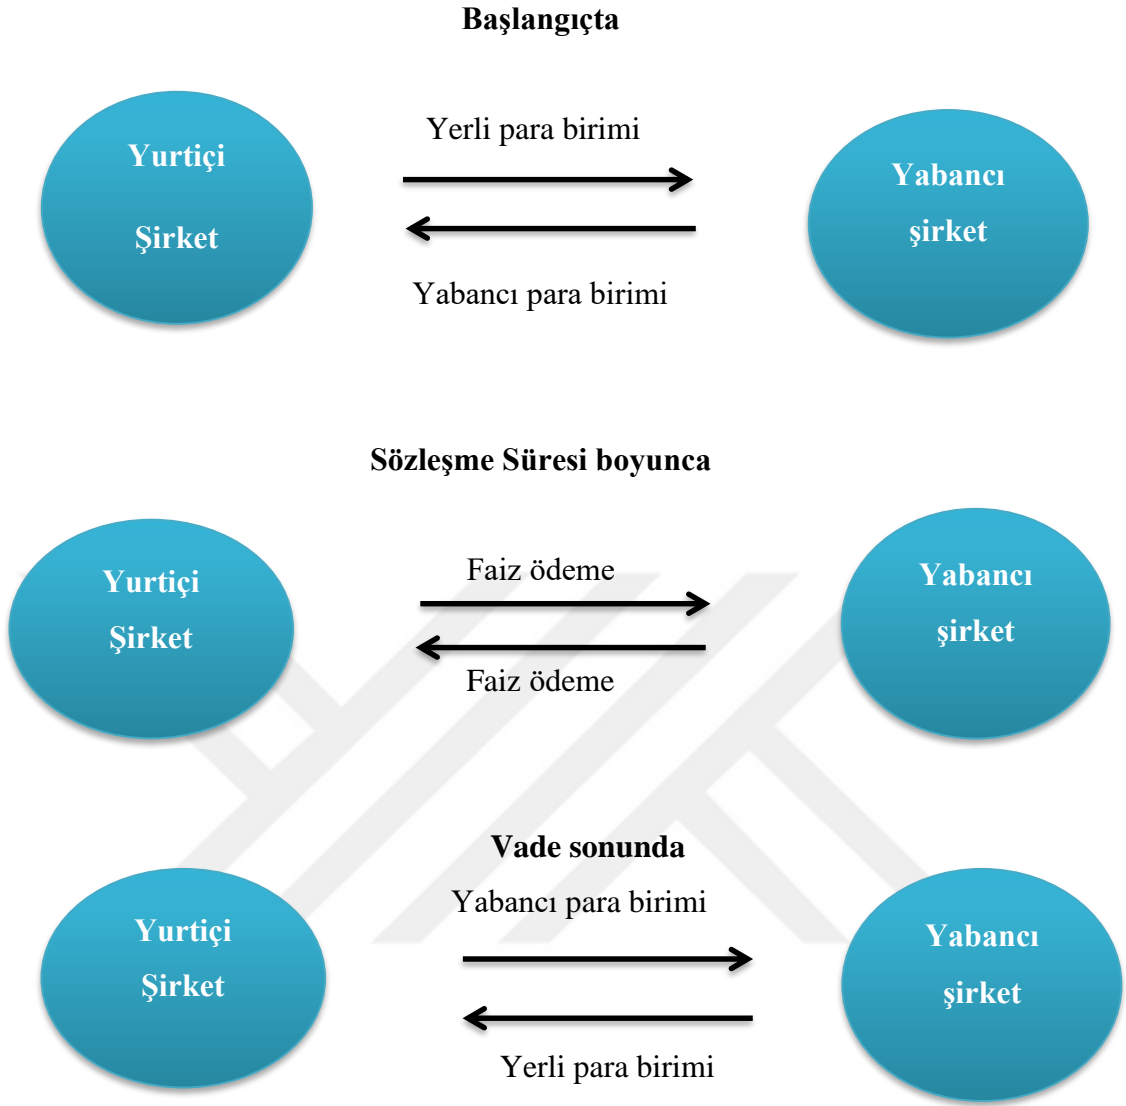 Başlangıçta
Yurtiçi
Şirket
Yerli para birimi
Yabancı para birimi
Yabancı
şirket
Sözleşme Süresi boyunca
Yurtiçi
Şirket
Faiz ödeme
Faiz ödeme
Yabancı
şirket
Vade sonunda
Yurtiçi
Şirket
Yabancı para birimi
Yerli para birimi
Yabancı
şirket